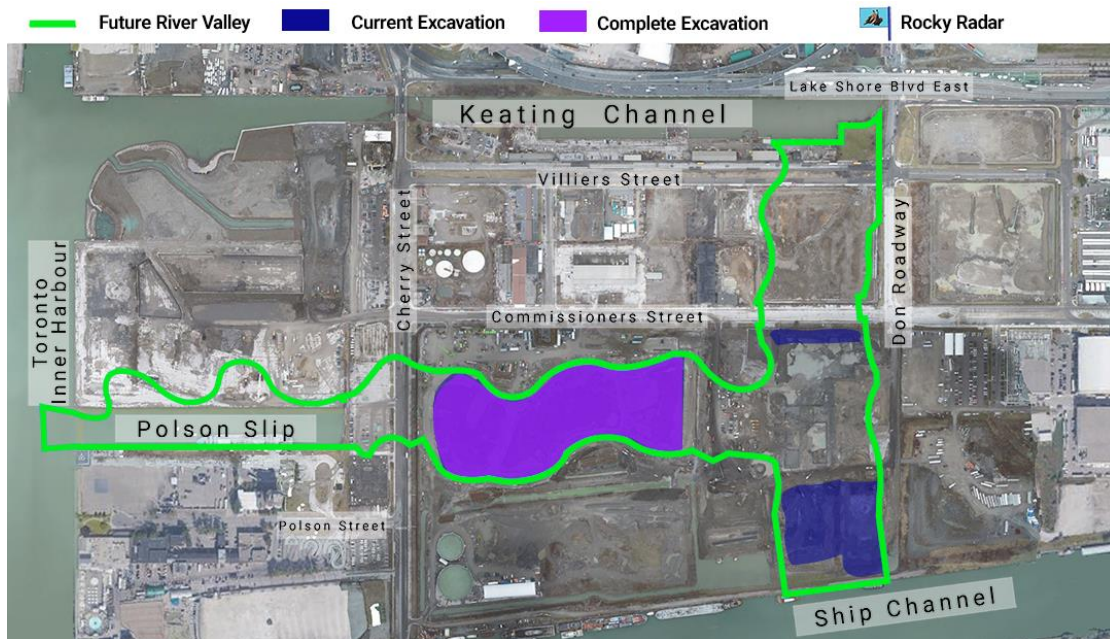 Future River Valley
Current Excavation
Complete Excavation
Rocky Radar
Lake Shore Blvd East
Keating Channel
Villiers Street
Toronto
Inner Harbour
Cherry Street
Don Roadway
Commissioners Street
Polson Slip
Polson Street
Ship Channel